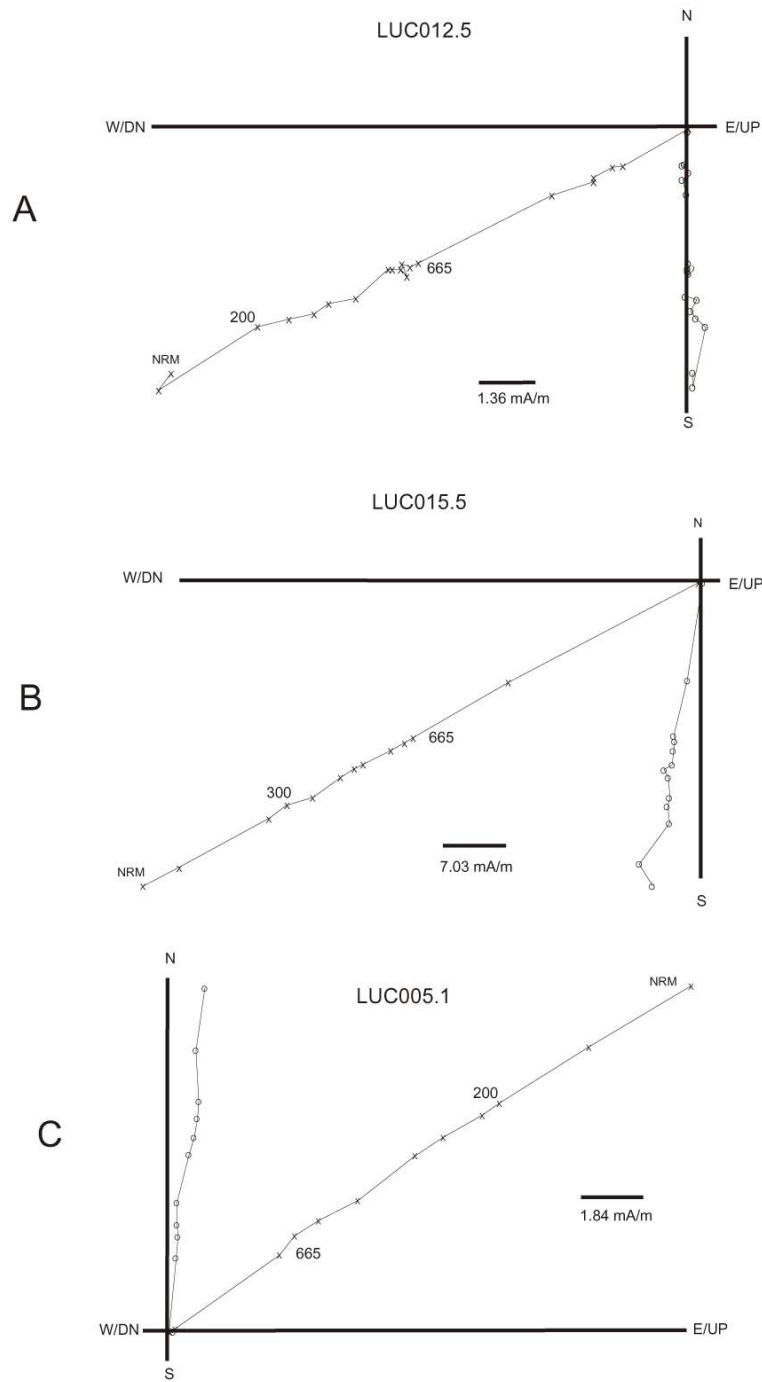 N
LUC012.5
W/DN
E/UP
A
665
200
NRM
1.36 mA/m
S
LUC015.5
N
W/DN
E/UP
B
665
300
7.03 mA/m
NRM
S
N
LUC005.1
NRM
200
C
1.84 mA/m
665
W/DN
E/UP
S